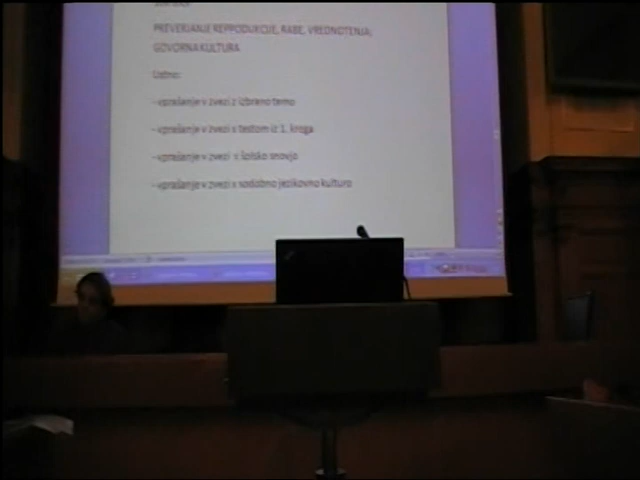 PREVERJANJE REPRODUKCIJE, RABE, VREDNOTENJA;
GOVORNA KULTURA
Ustno:
- vprašanje v zvezi z izbrano temo
- vprašanje v zvezi s testom iz 1. kroga
- vprašanje v zvezi s šolsko snovjo
- vprašanje v zvezi s sodobno jezikovno kulturo